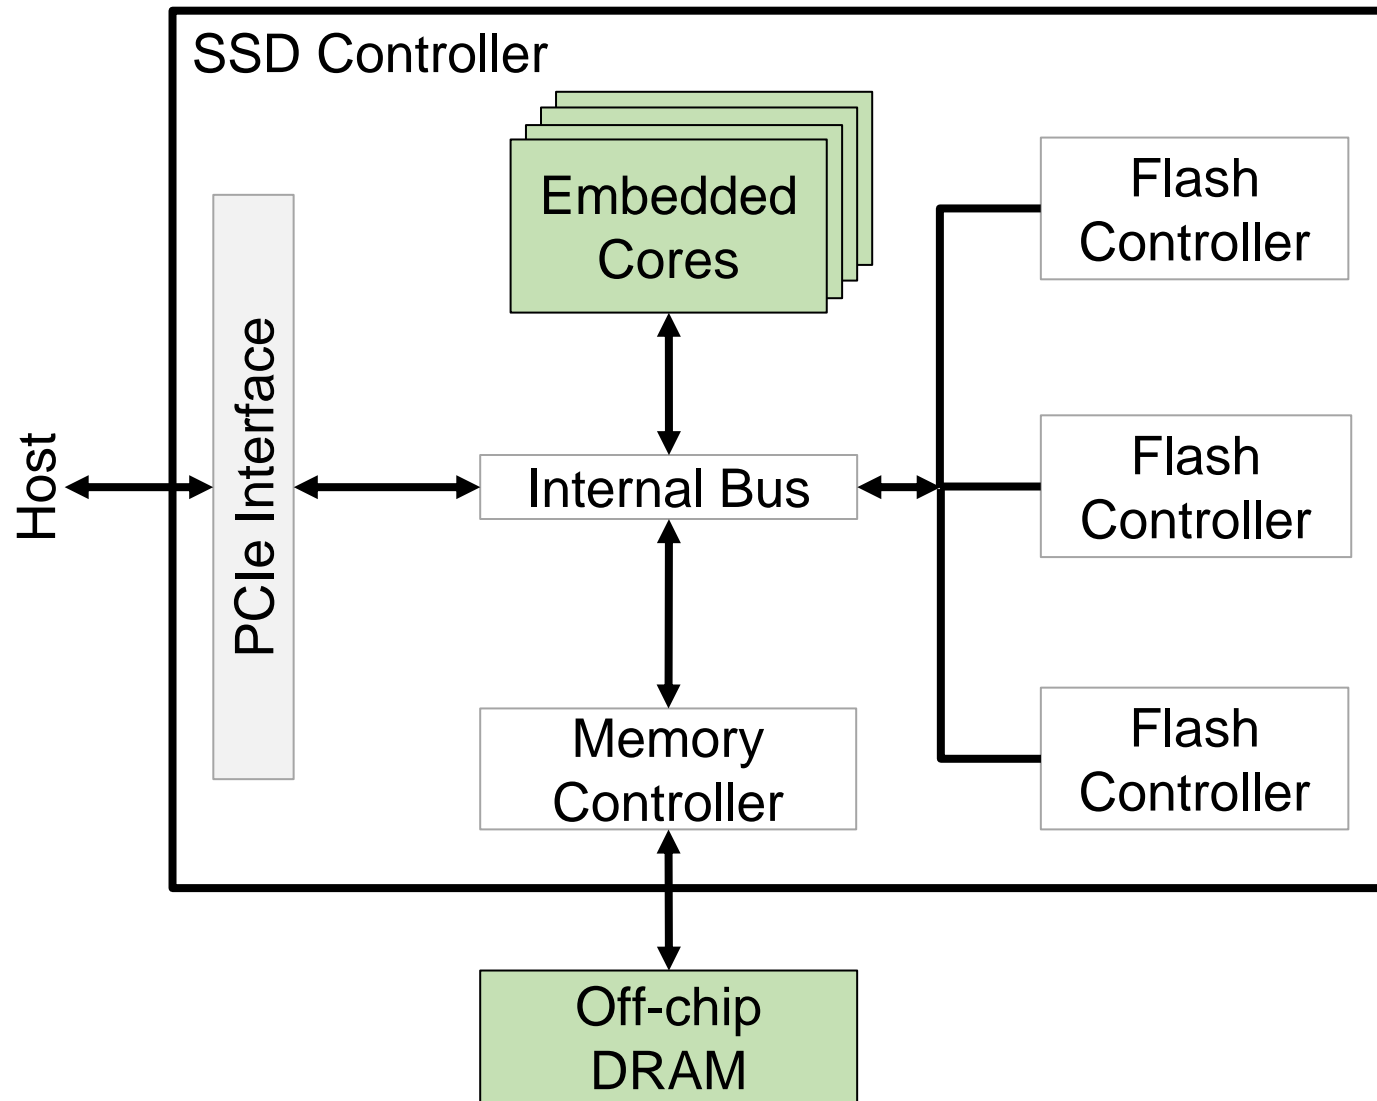 SSD Controller
Embedded
Cores
Flash
Controller
Host
PCIe Interface
Internal Bus
Flash
Controller
Memory
Controller
Flash
Controller
Off-chip
DRAM